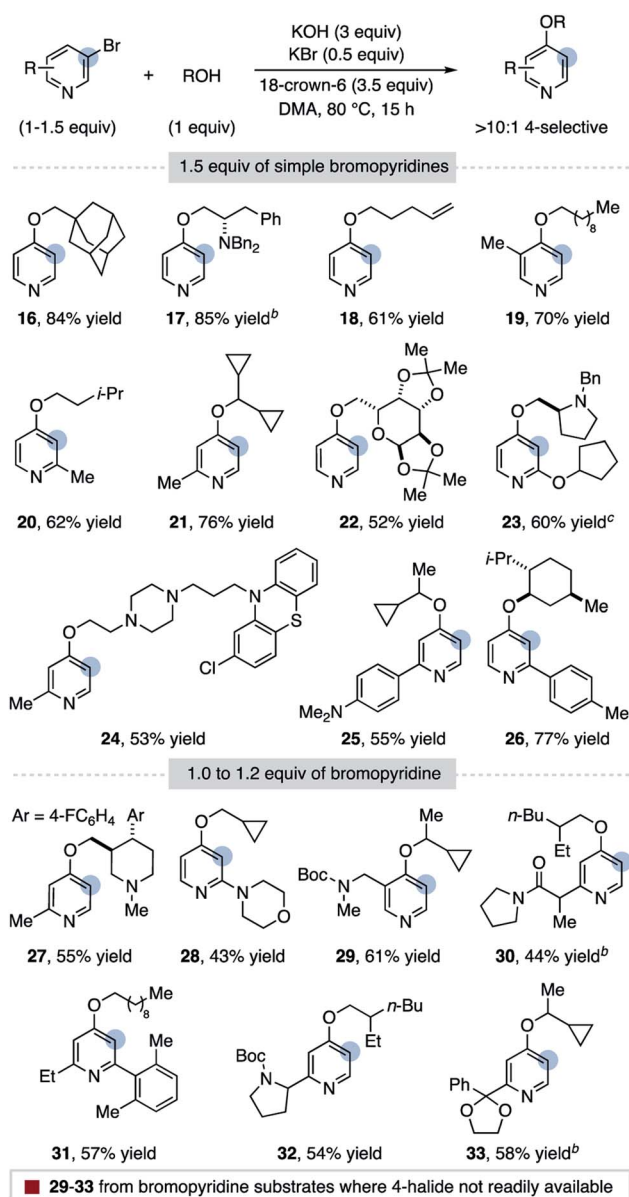 KOH (3 equiv)
KBr (0.5 equiv)
18-crown-6 (3.5 equiv)
DMA, 80 °C, 15 h
R
Br
N
+
ROH
OR
R
N
(1-1.5 equiv)
(1 equiv)
>10:1 4-selective
1.5 equiv of simple bromopyridines
O
N
O
Ph
NBn2
N
O
N
O
Me
8
Me
N
16, 84% yield
17, 85% yieldb
18, 61% yield
19, 70% yield
i-Pr
O
N
Me
O
Me
N
Me
Me
O
O
O
O
O
O
Me
Me
N
Bn
N
O
N
O
20, 62% yield
21, 76% yield
22, 52% yield
23, 60% yieldc
O
N
N
N
S
Cl
Me
N
Me
O
N
Me2N
i-Pr
Me
O
N
Me
24, 53% yield
25, 55% yield
26, 77% yield
1.0 to 1.2 equiv of bromopyridine
Ar = 4-FC6H4
Ar
O
N
Me
Me
N
O
N
N
O
Me
O
Boc
N
Me
N
n-Bu
O
Et
O
N
Me
N
27, 55% yield
28, 43% yield
29, 61% yield
30, 44% yieldb
O
Me
8
Me
Et
N
Me
O
n-Bu
Et
Boc
N
N
Me
O
Ph
N
O
O
31, 57% yield
32, 54% yield
33, 58% yieldb
29-33 from bromopyridine substrates where 4-halide not readily available